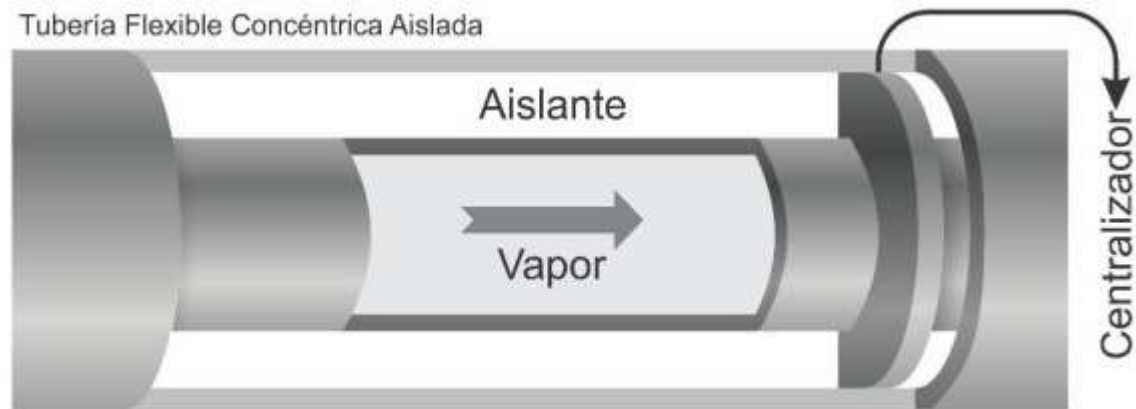 Tubería Flexible Concéntrica Aislada
Aislante
Vapor
Centralizador